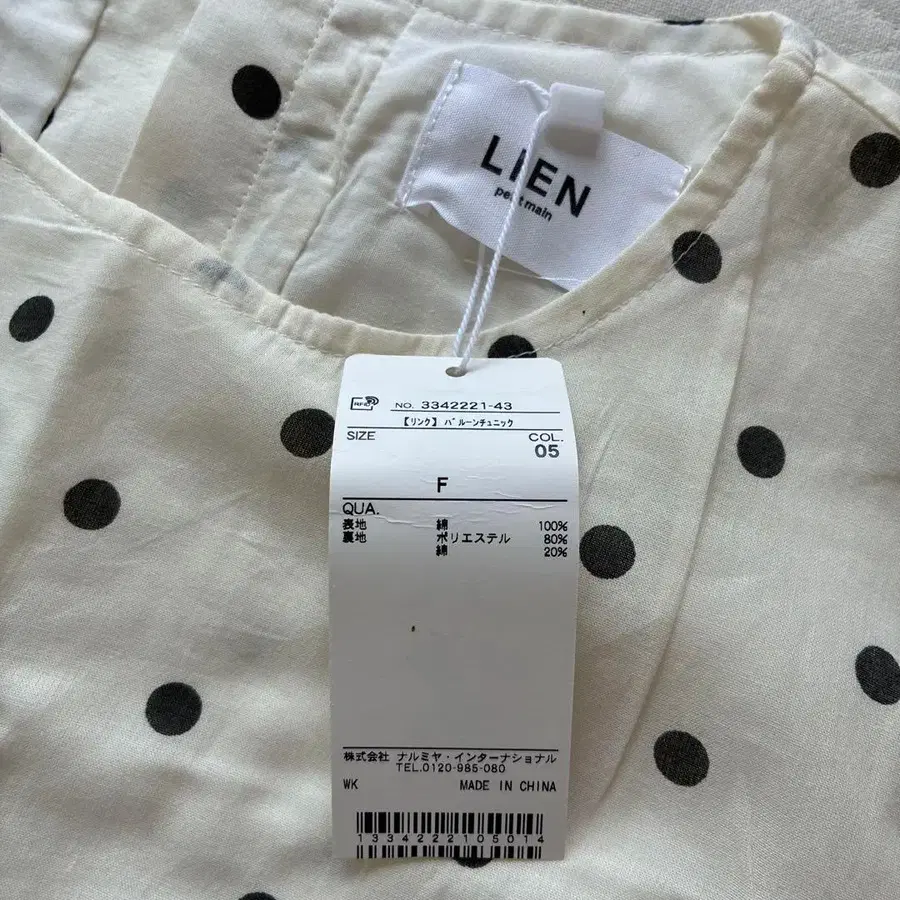 LIEN
petit main
RFID
NO. 3342221-43
【リンク】バルーンチュニック
SIZE
COL.
05
F
QUA.
表地 綿 100%
裏地 ポリエステル 80%
綿 20%
株式会社 ナルミヤ・インターナショナル
TEL.0120-985-080
WK MADE IN CHINA
1334222105014